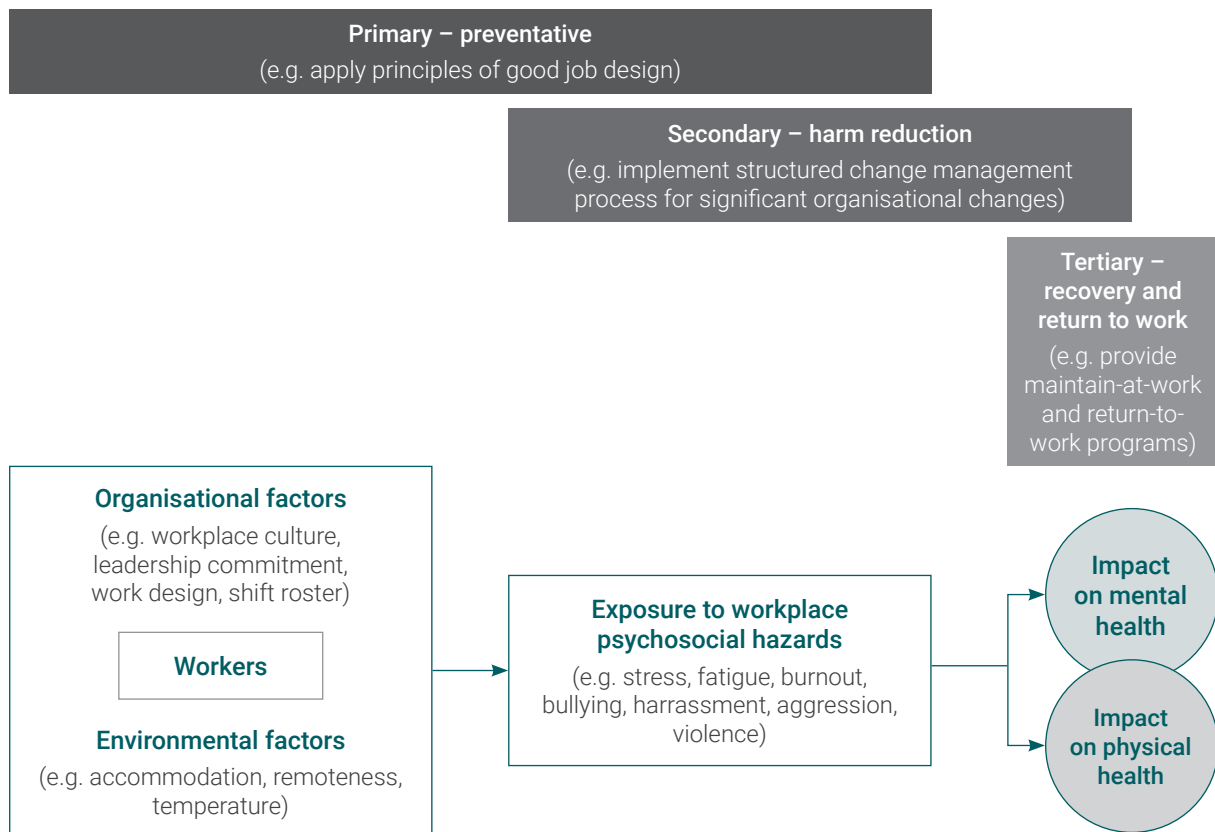 Primary – preventative
(e.g. apply principles of good job design)
Secondary – harm reduction
(e.g. implement structured change management
process for significant organisational changes)
Tertiary –
recovery and
return to work
(e.g. provide
maintain-at-work
and return-to-
work programs)
Organisational factors
(e.g. workplace culture,
leadership commitment,
work design, shift roster)
Workers
Environmental factors
(e.g. accommodation, remoteness,
temperature)
Exposure to workplace
psychosocial hazards
(e.g. stress, fatigue, burnout,
bullying, harrassment, aggression,
violence)
Impact
on mental
health
Impact
on physical
health